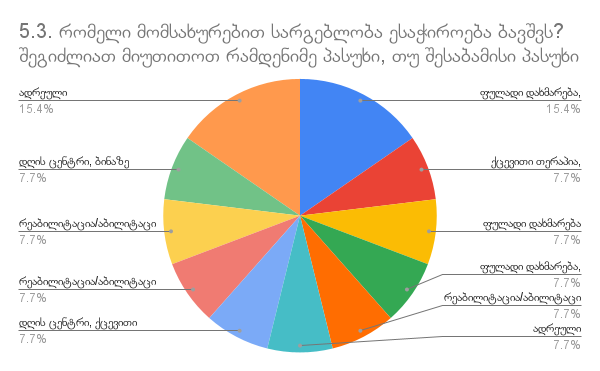 5.3. რომელი მომსახურებით სარგებლობა ესაჭიროება ბავშვს?
შეგიძლიათ მიუთითოთ რამდენიმე პასუხი, თუ შესაბამისი პასუხი
ადრეული
15.4%
დღის ცენტრი, ბინაზე
7.7%
რეაბილიტაცია/აბილიტაცი
7.7%
რეაბილიტაცია/აბილიტაცი
7.7%
დღის ცენტრი, ქცევითი
7.7%
ფულადი დახმარება,
15.4%
ქცევითი თერაპია,
7.7%
ფულადი დახმარება
7.7%
ფულადი დახმარება,
7.7%
რეაბილიტაცია/აბილიტაცი
7.7%
ადრეული
7.7%